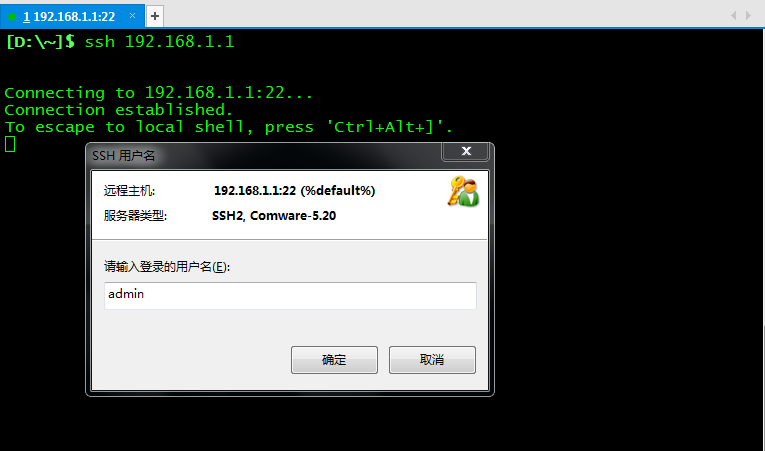 1 192.168.1.1:22 × +
[D:\~]$ ssh 192.168.1.1
Connecting to 192.168.1.1:22...
Connection established.
To escape to local shell, press 'Ctrl+Alt+]'.
SSH 用户名
远程主机: 192.168.1.1:22 (%default%)
服务器类型: SSH2, Comware-5.20
请输入登录的用户名(E):
admin
确定 取消